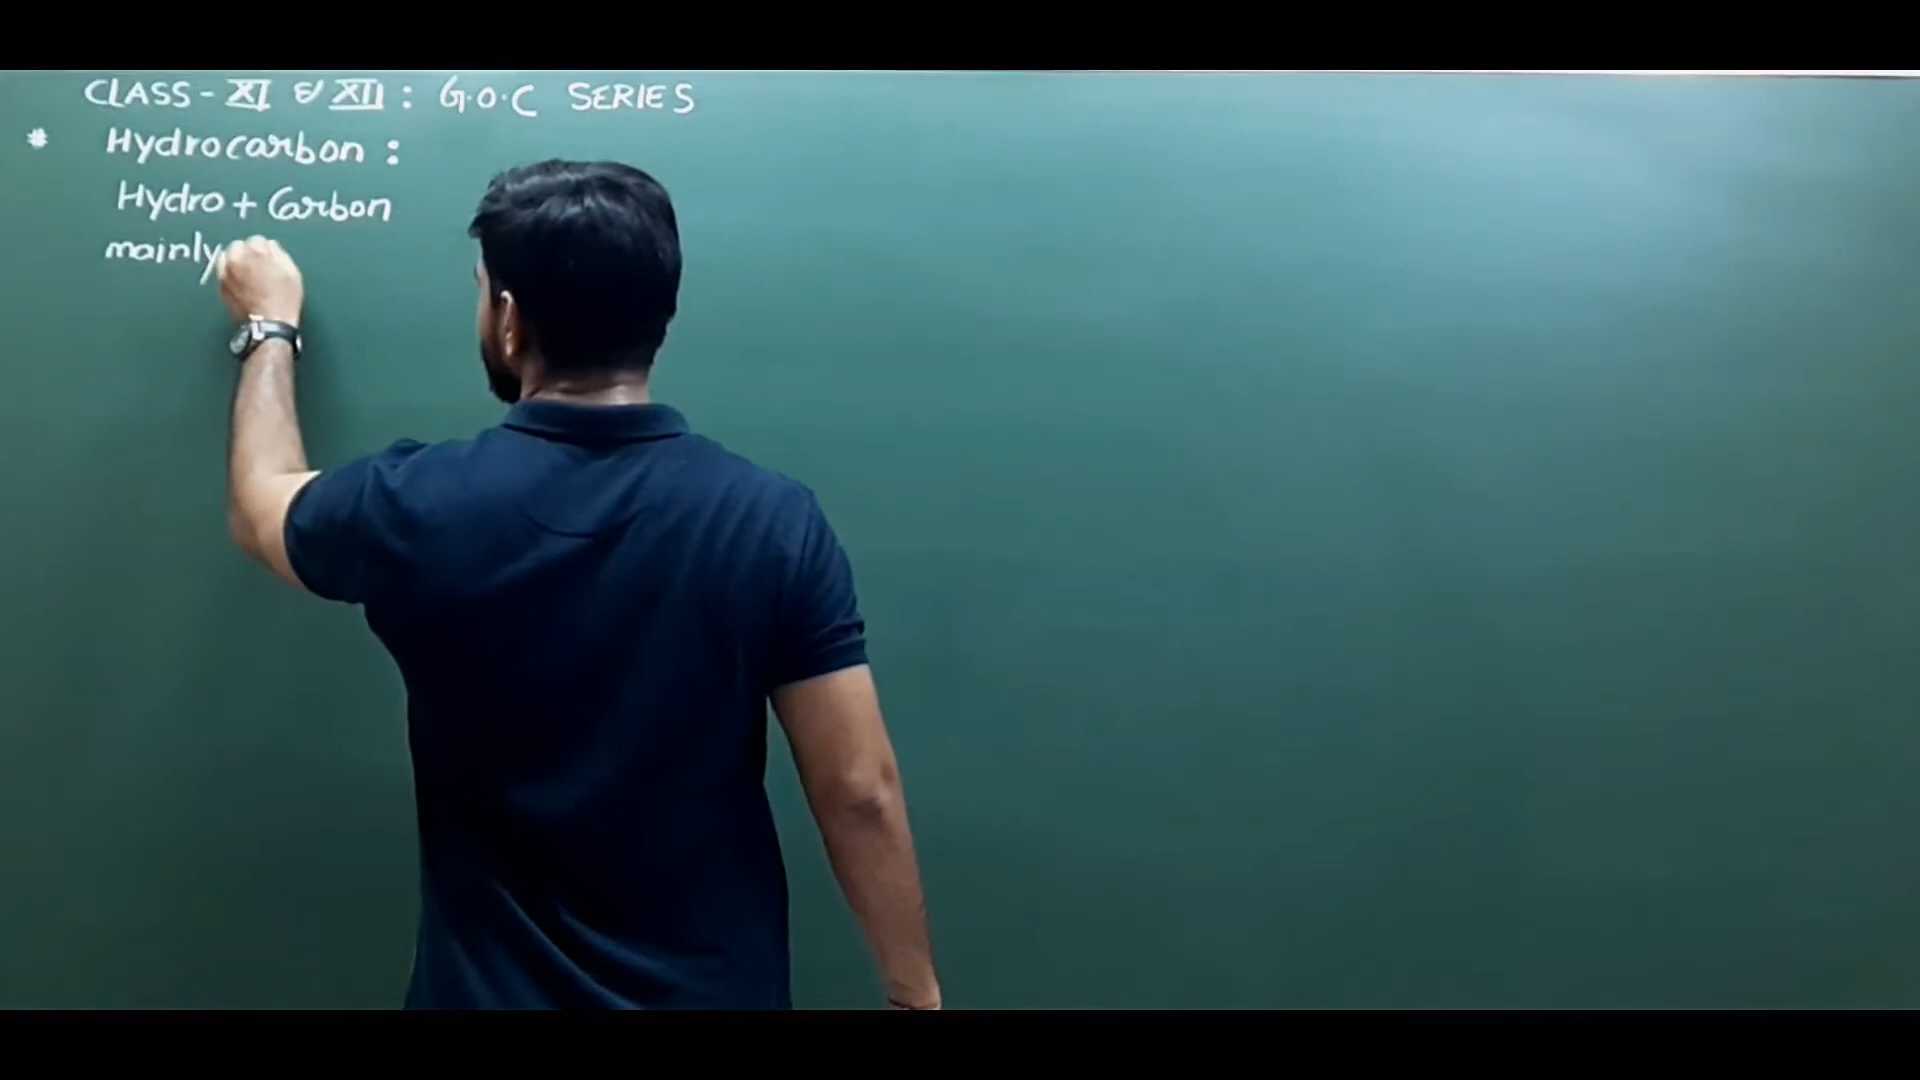 CLASS - XI & XII : G.O.C SERIES
* Hydrocarbon :
Hydro + Carbon
mainly